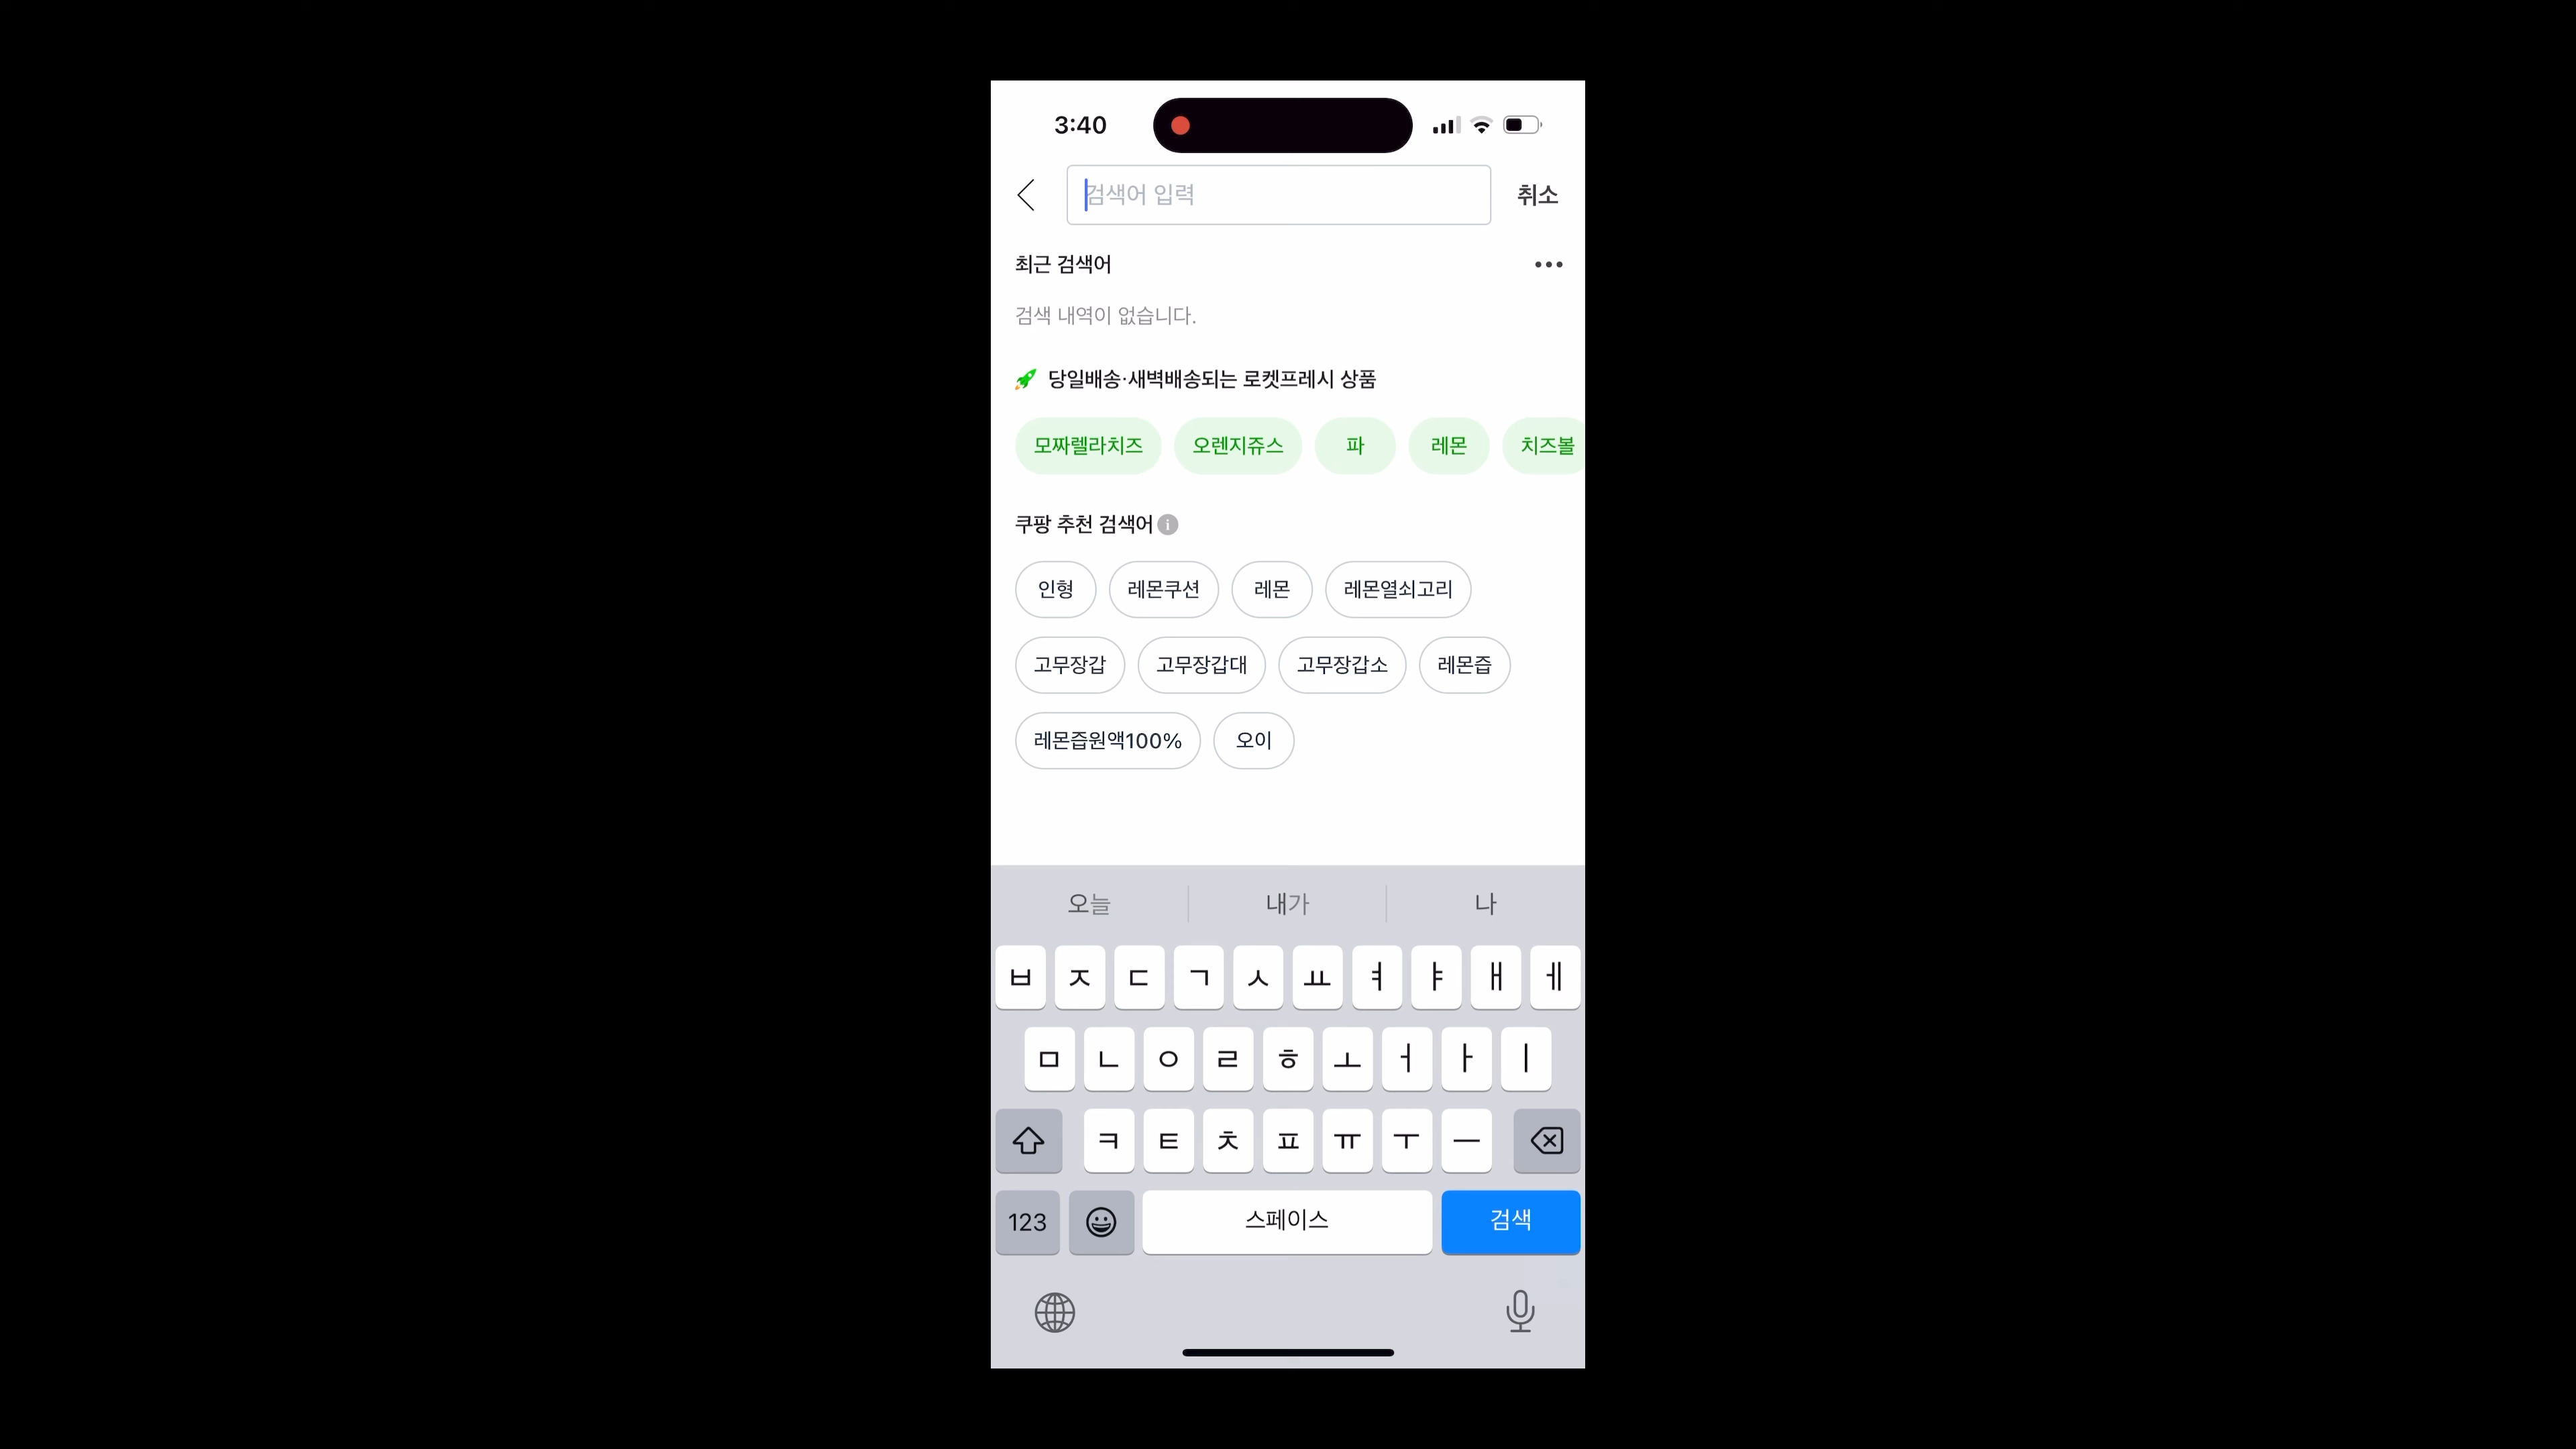 3:40
검색어 입력 취소
최근 검색어
검색 내역이 없습니다.
당일배송·새벽배송되는 로켓프레시 상품
모짜렐라치즈 오렌지쥬스 파 레몬 치즈볼
쿠팡 추천 검색어
인형 레몬쿠션 레몬 레몬열쇠고리
고무장갑 고무장갑대 고무장갑소 레몬즙
레몬즙원액100% 오이
오늘 내가 나
ㅂ ㅈ ㄷ ㄱ ㅅ ㅛ ㅕ ㅑ ㅐ ㅔ
ㅁ ㄴ ㅇ ㄹ ㅎ ㅗ ㅓ ㅏ ㅣ
ㅋ ㅌ ㅊ ㅍ ㅠ ㅜ ㅡ
123 스페이스 검색